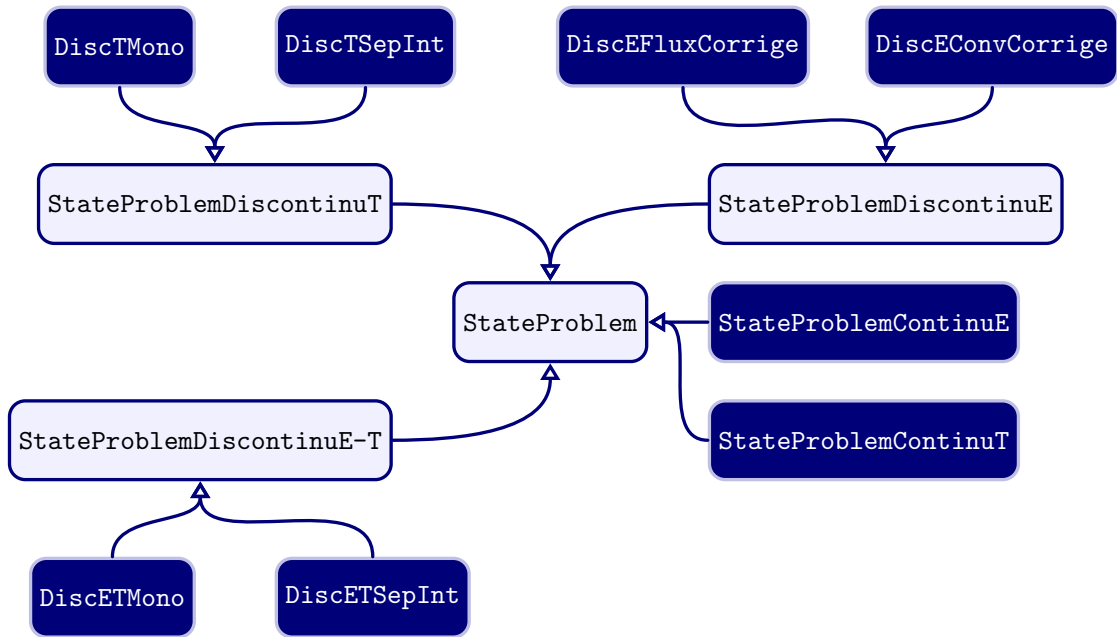 DiscTMono
DiscTSepInt
DiscEFluxCorrige
DiscEConvCorrige
StateProblemDiscontinuT
StateProblemDiscontinuE
StateProblem
StateProblemContinuE
StateProblemDiscontinuE-T
StateProblemContinuT
DiscETMono
DiscETSepInt